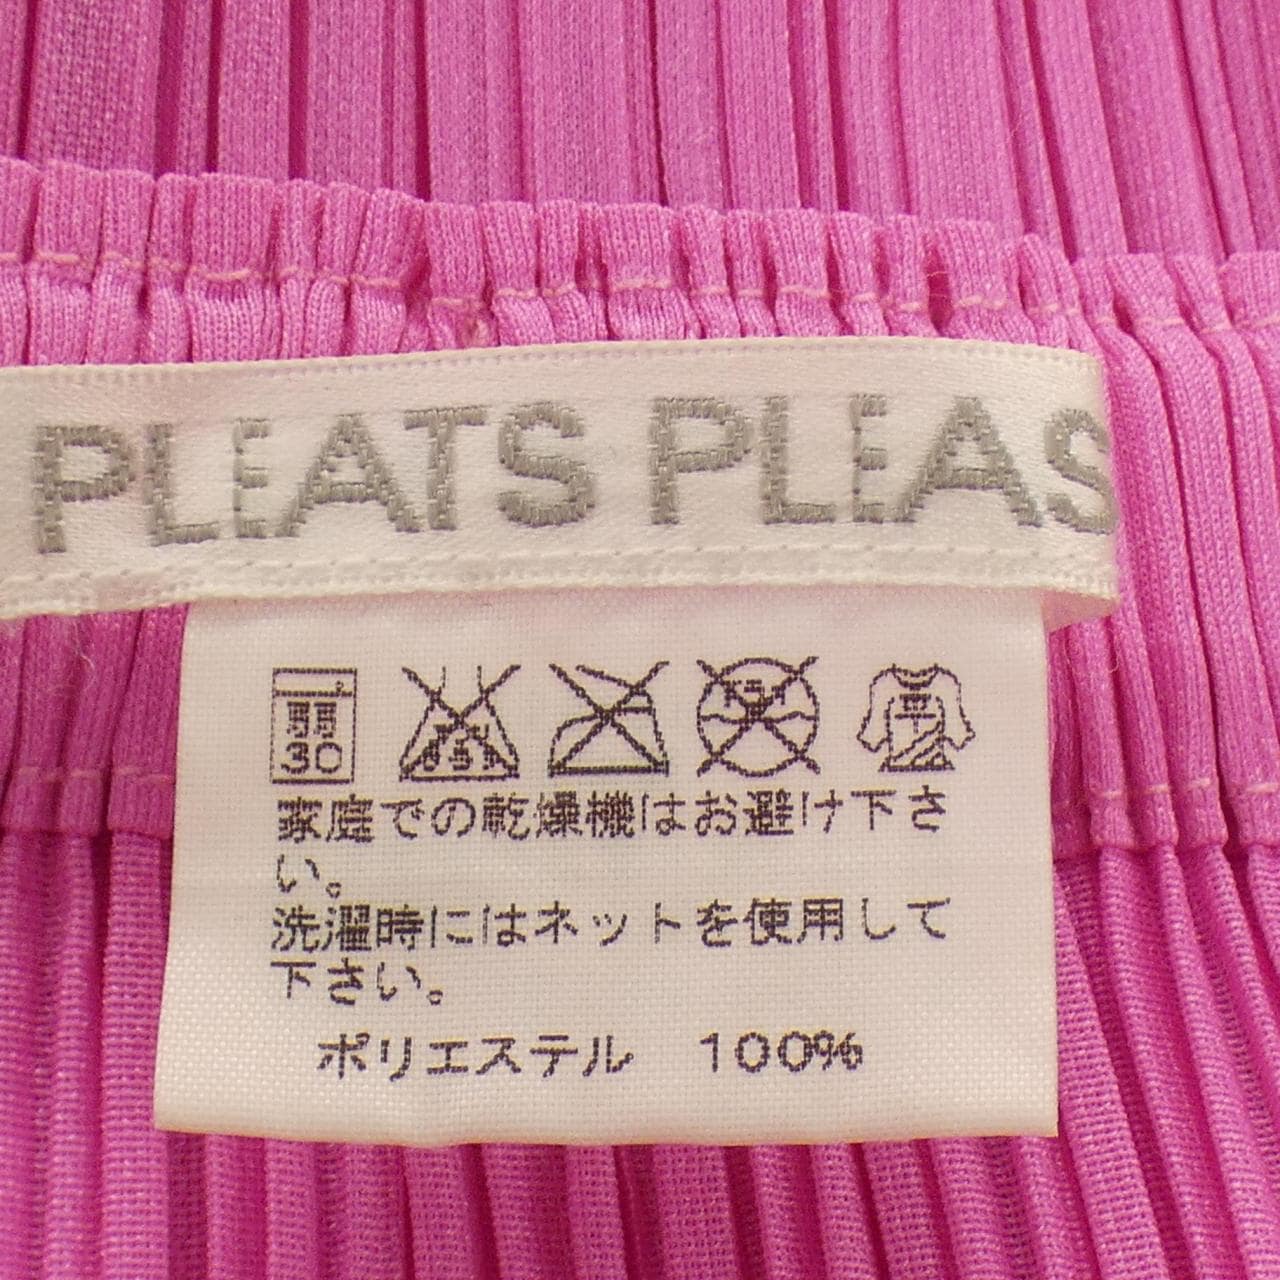 PLEATS PLEAS
弱
30
家庭での乾燥機はお避け下さ
い。
洗濯時にはネットを使用して
下さい。
ポリエステル 100%